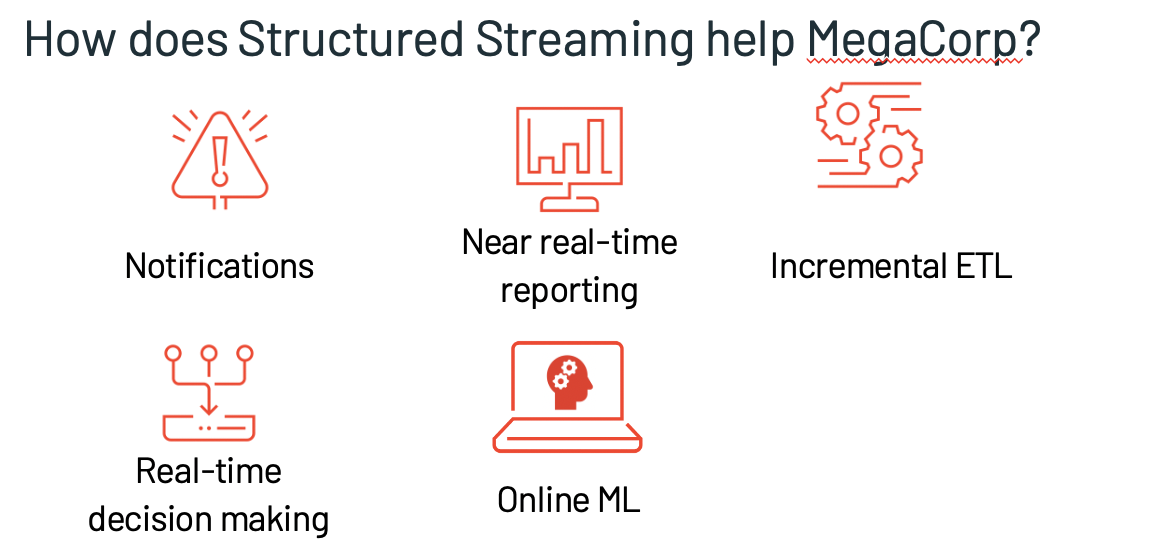 How does Structured Streaming help MegaCorp?
Notifications
Near real-time
reporting
Incremental ETL
Real-time
decision making
Online ML